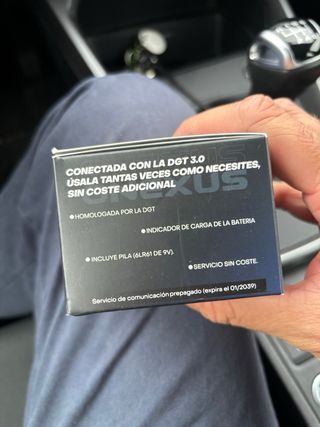 CONECTADA CON LA DGT 3.0
ÚSALA TANTAS VECES COMO NECESITES,
SIN COSTE ADICIONAL
• HOMOLOGADA POR LA DGT
• INDICADOR DE CARGA DE LA BATERIA
• INCLUYE PILA (6LR61 DE 9V).
• SERVICIO SIN COSTE.
Servicio de comunicación prepagado (expira el 01/2039)